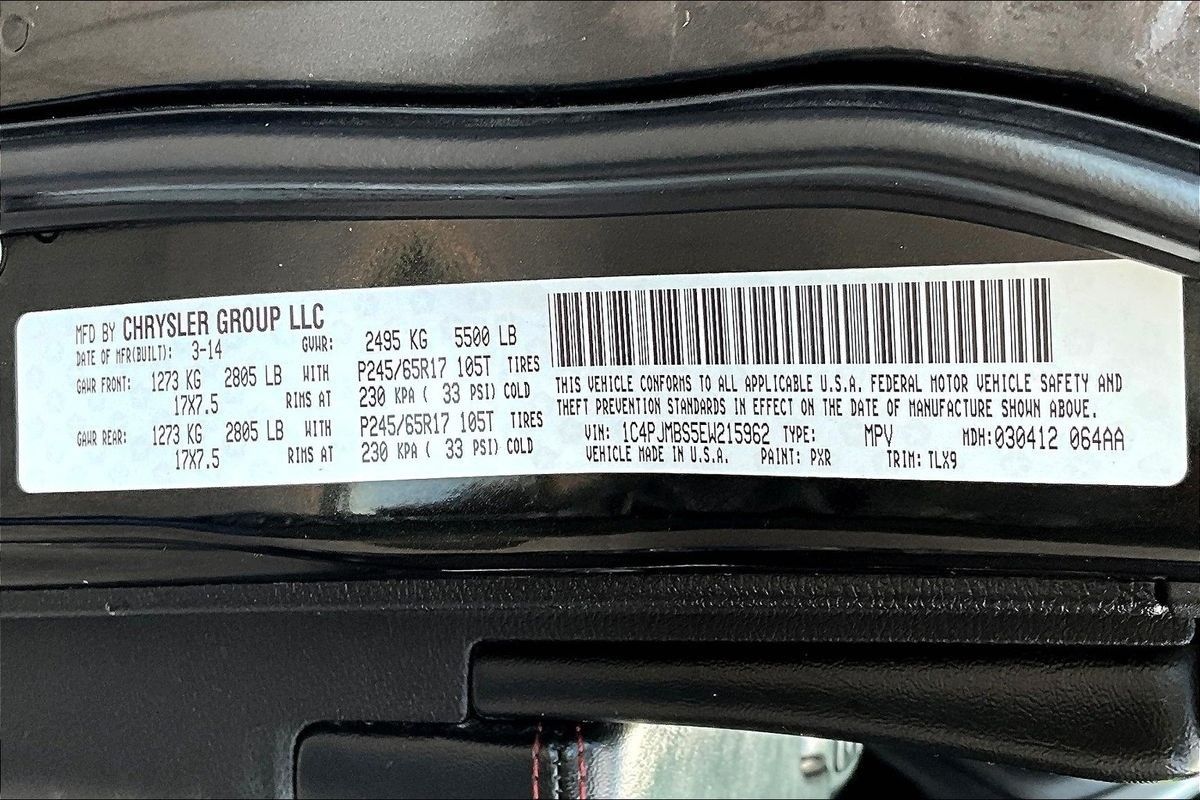 MFD BY CHRYSLER GROUP LLC
DATE OF MFR(BUILT): 3-14 GVWR: 2495 KG 5500 LB
GAWR FRONT: 1273 KG 2805 LB WITH P245/65R17 105T TIRES
17X7.5 RIMS AT 230 KPA ( 33 PSI) COLD
GAWR REAR: 1273 KG 2805 LB WITH P245/65R17 105T TIRES
17X7.5 RIMS AT 230 KPA ( 33 PSI) COLD
THIS VEHICLE CONFORMS TO ALL APPLICABLE U.S.A. FEDERAL MOTOR VEHICLE SAFETY AND
THEFT PREVENTION STANDARDS IN EFFECT ON THE DATE OF MANUFACTURE SHOWN ABOVE.
VIN: 1C4PJMBS5EW215962 TYPE: MPV MDH:030412 064AA
VEHICLE MADE IN U.S.A. PAINT: PXR TRIM: TLX9